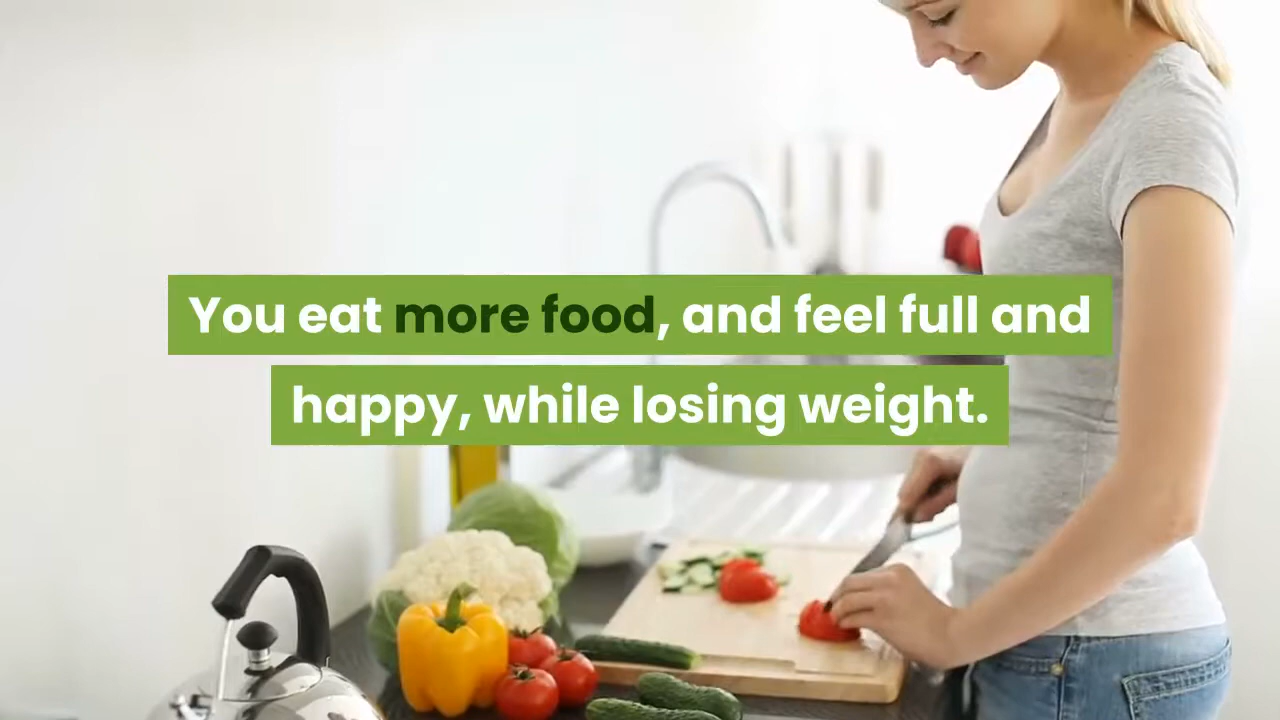 You eat more food, and feel full and
happy, while losing weight.